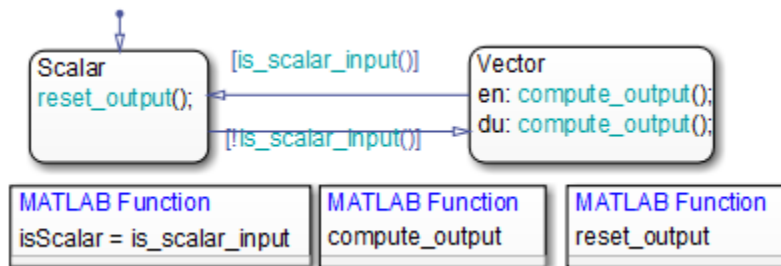 Scalar
reset_output();
[is_scalar_input()]
Vector
en: compute_output();
du: compute_output();
[!is_scalar_input()]
MATLAB Function
isScalar = is_scalar_input
MATLAB Function
compute_output
MATLAB Function
reset_output